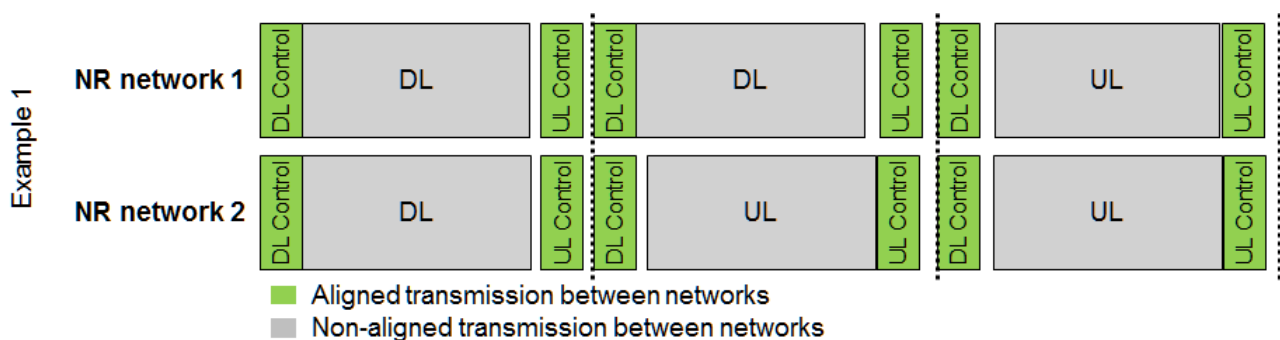 Example 1
NR network 1
DL Control
DL
UL Control
DL Control
DL
UL Control
DL Control
UL
UL Control
NR network 2
DL Control
DL
UL Control
DL Control
UL
UL Control
DL Control
UL
UL Control
Aligned transmission between networks
Non-aligned transmission between networks